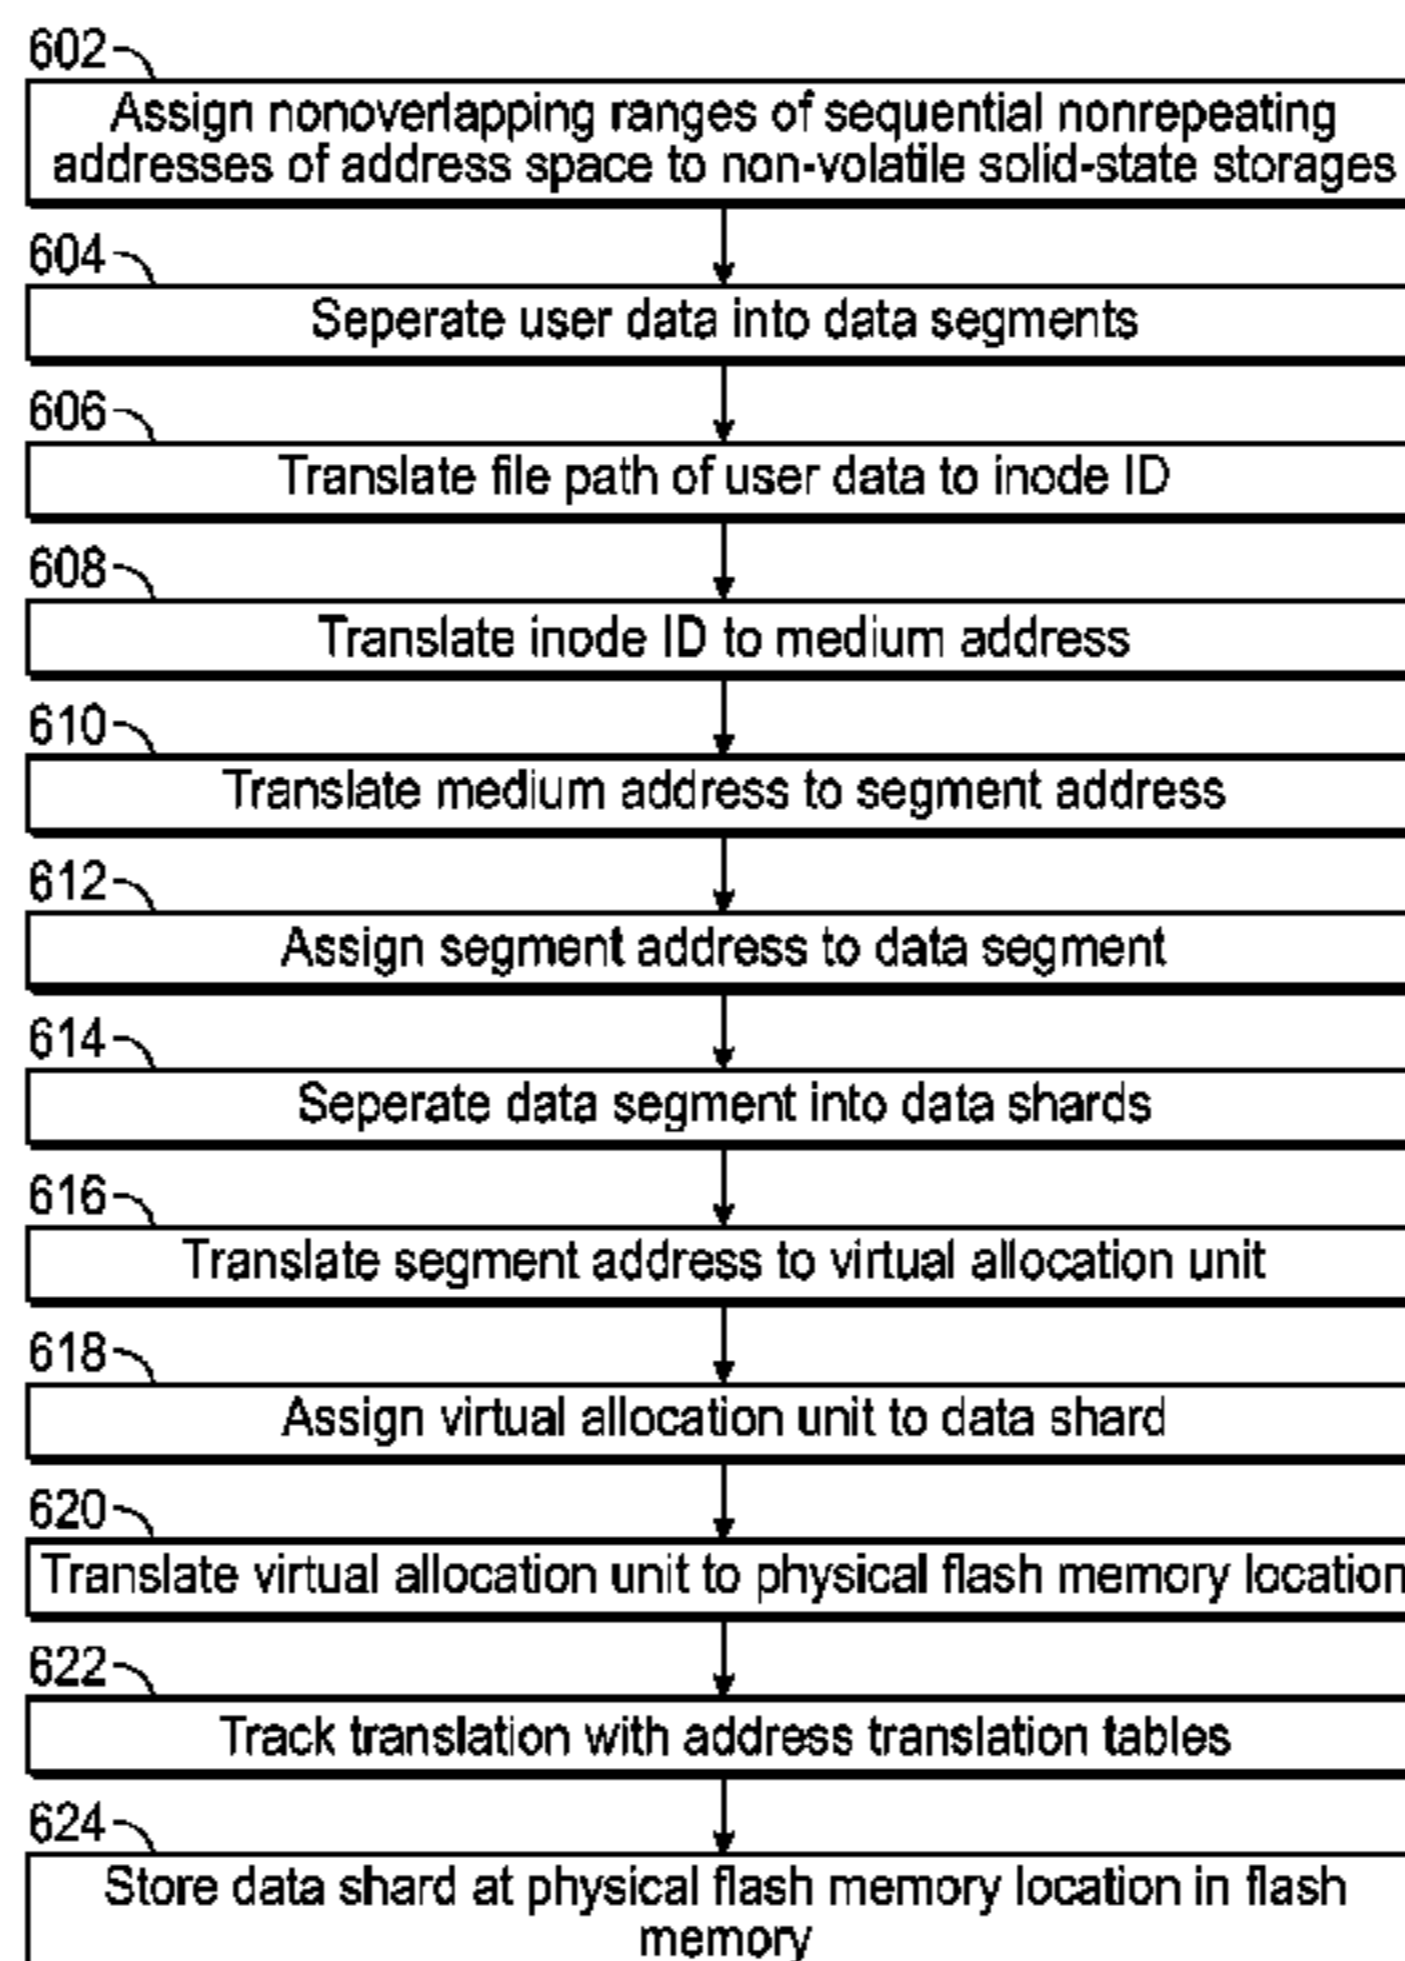 602
Assign nonoverlapping ranges of sequential nonrepeating
addresses of address space to non-volatile solid-state storages
604
Seperate user data into data segments
606
Translate file path of user data to inode ID
608
Translate inode ID to medium address
610
Translate medium address to segment address
612
Assign segment address to data segment
614
Seperate data segment into data shards
616
Translate segment address to virtual allocation unit
618
Assign virtual allocation unit to data shard
620
Translate virtual allocation unit to physical flash memory location
622
Track translation with address translation tables
624
Store data shard at physical flash memory location in flash
memory